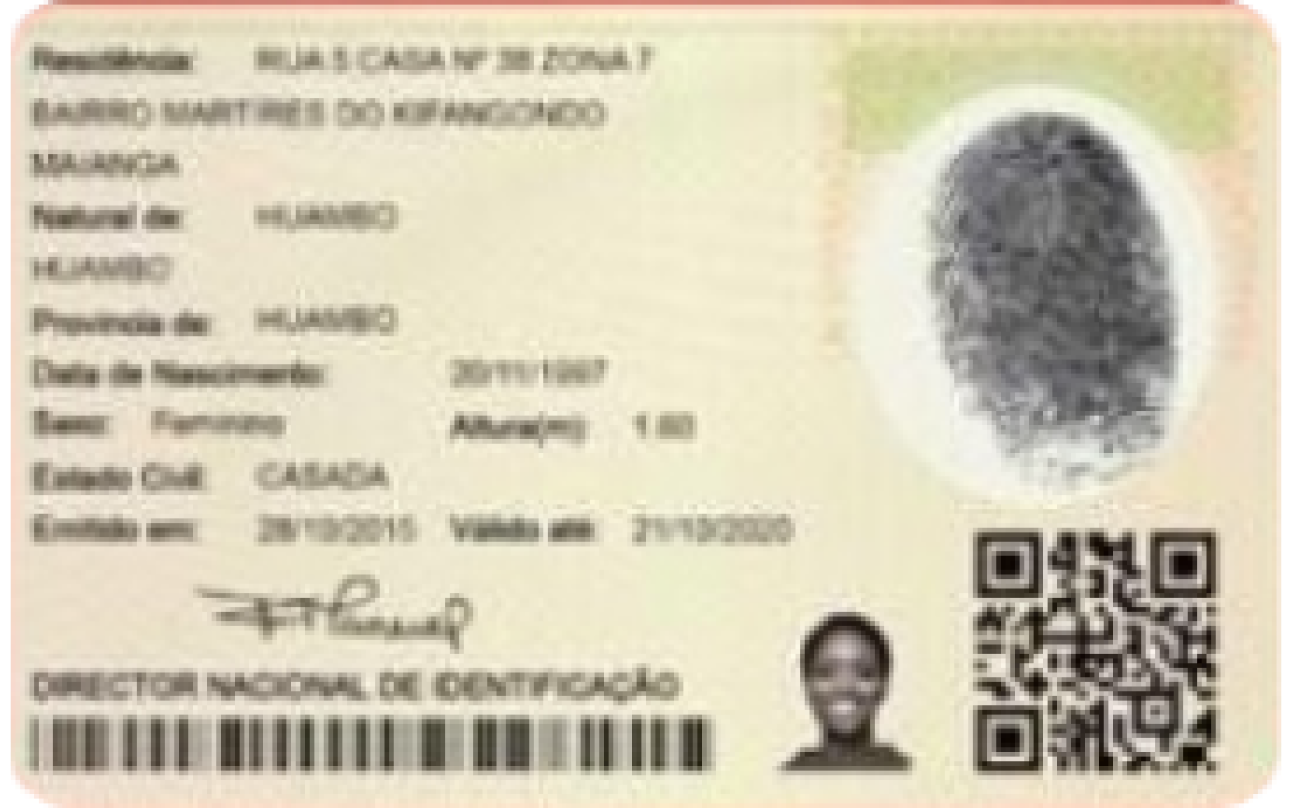 Residência: RUA 5 CASA Nº 38 ZONA 7
BAIRRO MARTIRES DO KIFANGONDO
MAIANGA
Natural de: HUAMBO
HUAMBO
Província de: HUAMBO
Data de Nascimento: 20/11/1997
Sexo: Feminino Altura(m): 1.60
Estado Civil: CASADA
Emitido em: 28/10/2015 Válido até: 21/10/2020
DIRECTOR NACIONAL DE IDENTIFICAÇÃO